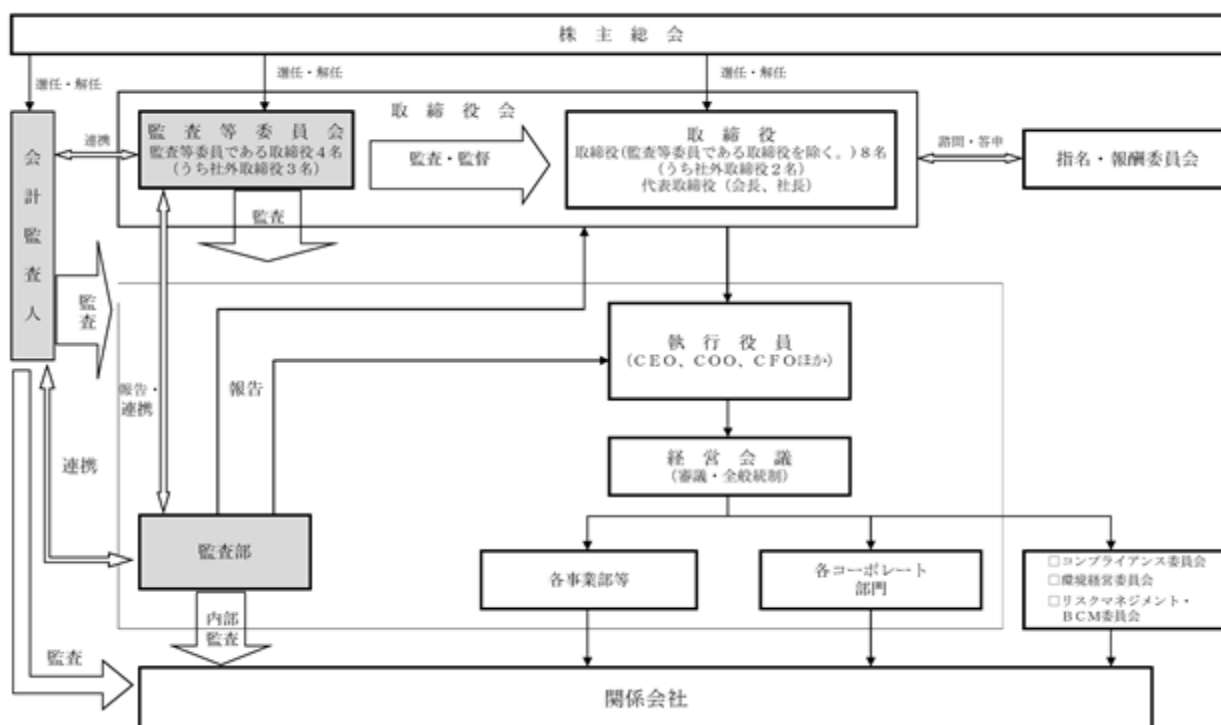 株主総会
選任・解任
選任・解任
選任・解任
会計監査人
連携
監査等委員会
監査等委員である取締役4名
(うち社外取締役3名)
取締役会
監査・監督
取締役
取締役(監査等委員である取締役を除く。)8名
(うち社外取締役2名)
代表取締役(会長、社長)
諮問・答申
指名・報酬委員会
監査
監査
執行役員
(CEO、COO、CFOほか)
報告・
連携
報告
経営会議
(審議・全般統制)
連携
監査部
各事業部等
各コーポレート
部門
□コンプライアンス委員会
□環境経営委員会
□リスクマネジメント・
BCM委員会
内部
監査
監査
関係会社